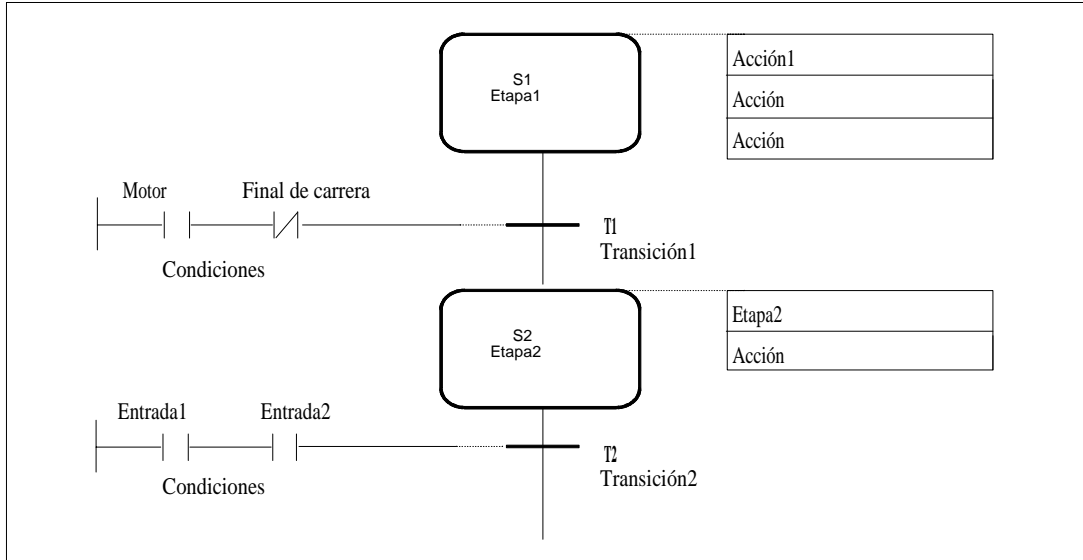 S1
Etapa1
Acción1
Acción
Acción
Motor
Final de carrera
Condiciones
T1
Transición1
S2
Etapa2
Etapa2
Acción
Entrada1
Entrada2
Condiciones
T2
Transición2